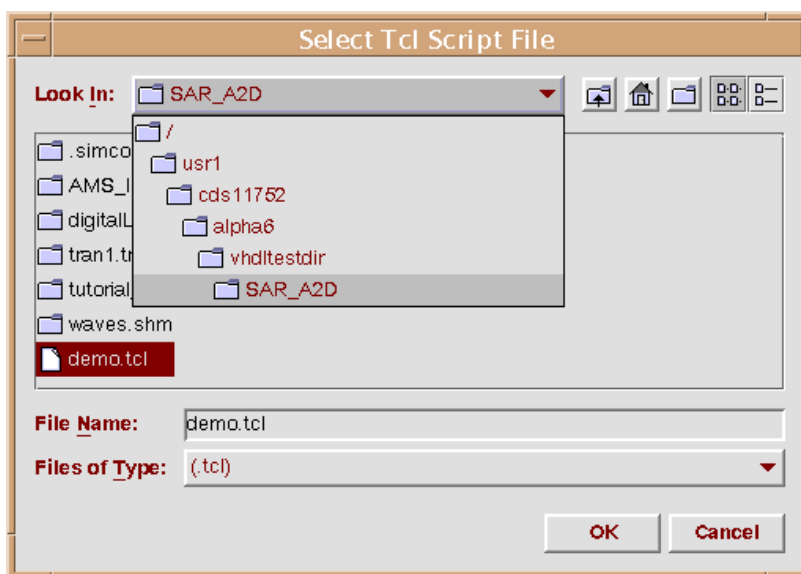 Select Tcl Script File
Look In: SAR_A2D
/
usr1
cds11752
alpha6
vhdltestdir
SAR_A2D
.simco
AMS_I
digitalL
tran1.tr
tutorial_
waves.shm
demo.tcl
File Name: demo.tcl
Files of Type: (.tcl)
OK Cancel